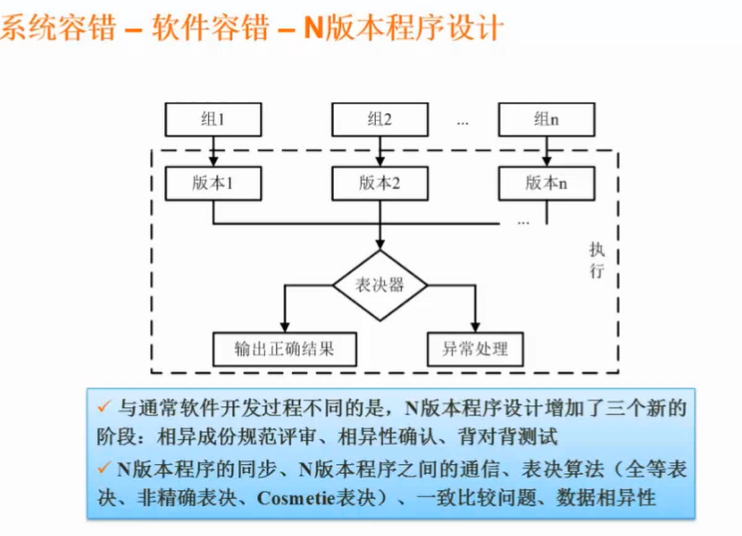 系统容错 – 软件容错 – N版本程序设计
组1
组2
...
组n
版本1
版本2
版本n
...
执
行
表决器
输出正确结果
异常处理
✓ 与通常软件开发过程不同的是，N版本程序设计增加了三个新的
阶段：相异成份规范评审、相异性确认、背对背测试
✓ N版本程序的同步、N版本程序之间的通信、表决算法（全等表
决、非精确表决、Cosmetie表决）、一致比较问题、数据相异性